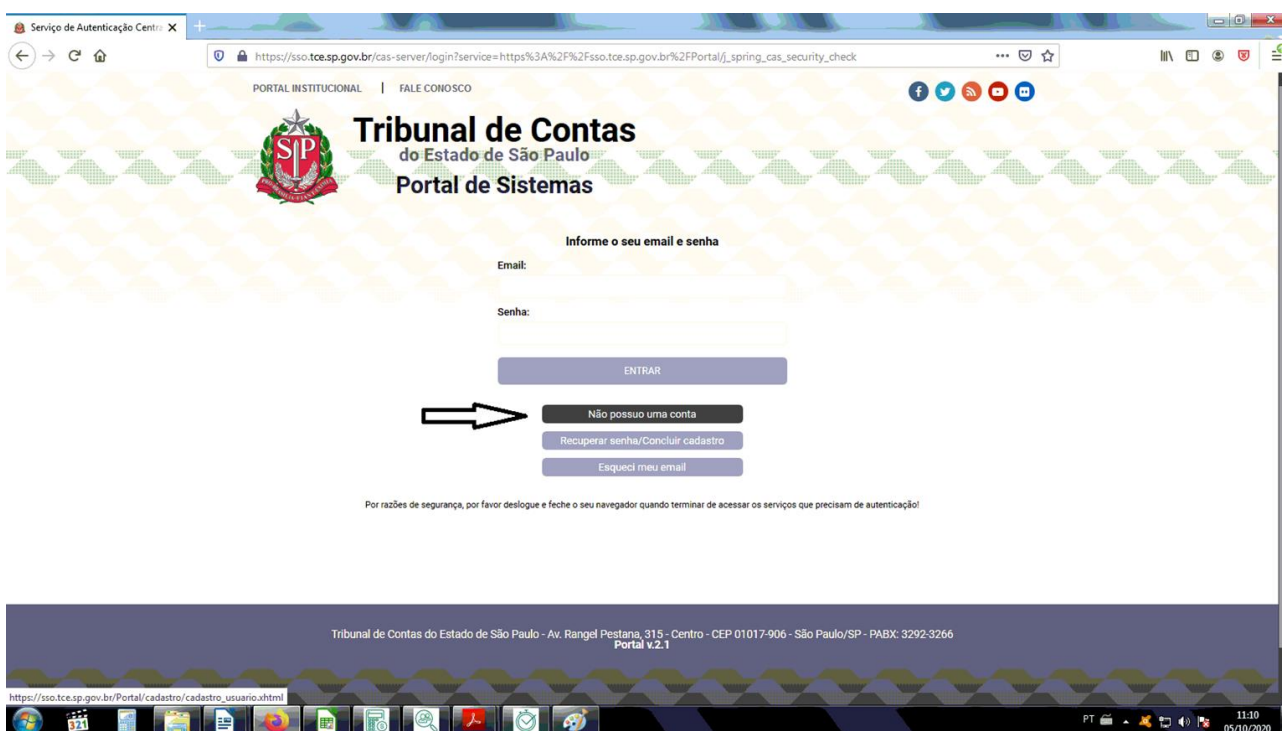 Serviço de Autenticação Centra
https://sso.tce.sp.gov.br/cas-server/login?service=https%3A%2F%2Fsso.tce.sp.gov.br%2FPortal/j_spring_cas_security_check
PORTAL INSTITUCIONAL | FALE CONOSCO
SP
Tribunal de Contas
do Estado de São Paulo
Portal de Sistemas
Informe o seu email e senha
Email:
Senha:
ENTRAR
Não possuo uma conta
Recuperar senha/Concluir cadastro
Esqueci meu email
Por razões de segurança, por favor deslogue e feche o seu navegador quando terminar de acessar os serviços que precisam de autenticação!
Tribunal de Contas do Estado de São Paulo - Av. Rangel Pestana, 315 - Centro - CEP 01017-906 - São Paulo/SP - PABX: 3292-3266
Portal v.2.1
https://sso.tce.sp.gov.br/Portal/cadastro/cadastro_usuario.xhtml
321
PT
11:10
05/10/2020